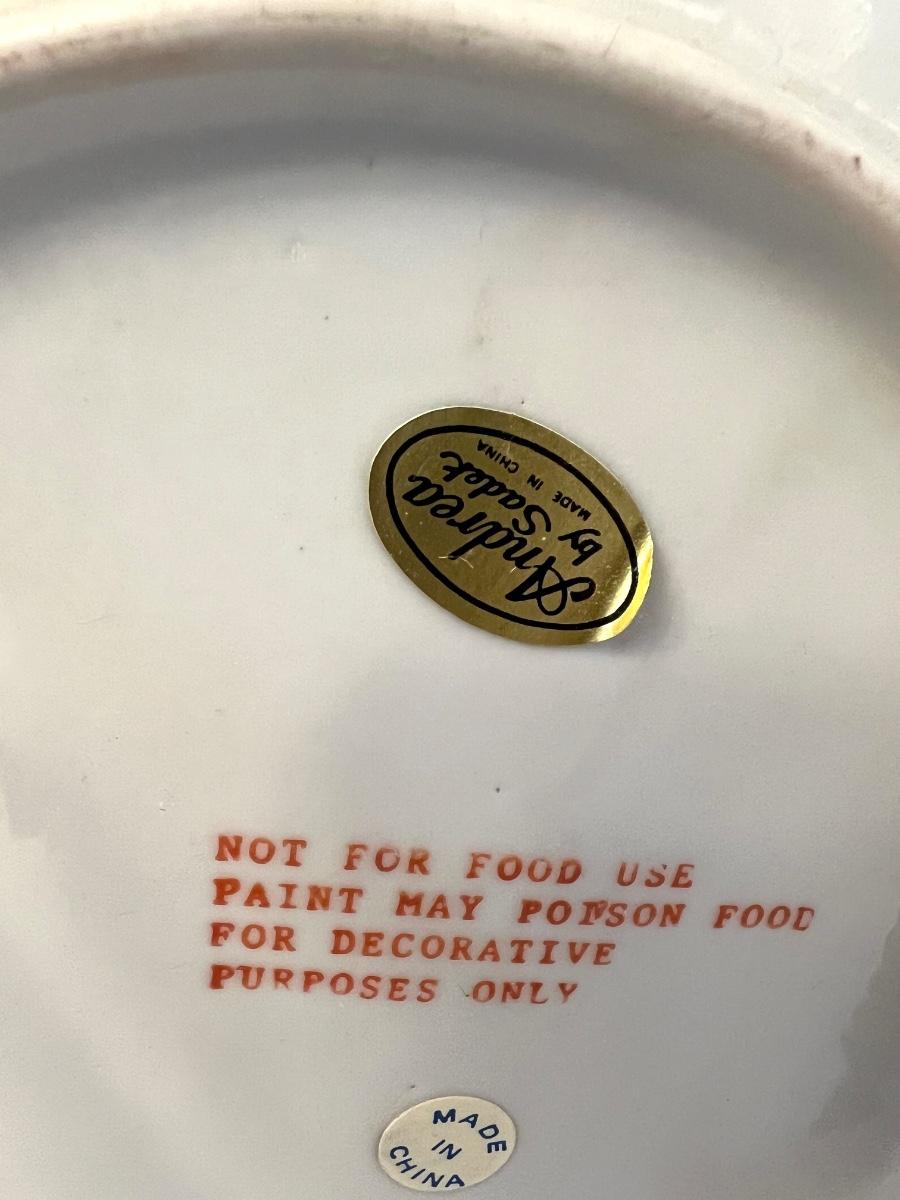 Andrea
by Sadek
MADE IN CHINA
NOT FOR FOOD USE
PAINT MAY POISON FOOD
FOR DECORATIVE
PURPOSES ONLY
MADE
IN
CHINA